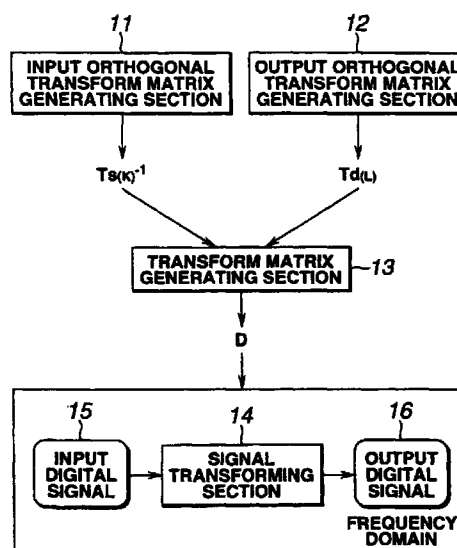 11
12
INPUT ORTHOGONAL
TRANSFORM MATRIX
GENERATING SECTION
OUTPUT ORTHOGONAL
TRANSFORM MATRIX
GENERATING SECTION
Ts(K)⁻¹
Td(L)
TRANSFORM MATRIX
GENERATING SECTION
13
D
15
14
16
INPUT
DIGITAL
SIGNAL
SIGNAL
TRANSFORMING
SECTION
OUTPUT
DIGITAL
SIGNAL
FREQUENCY
DOMAIN